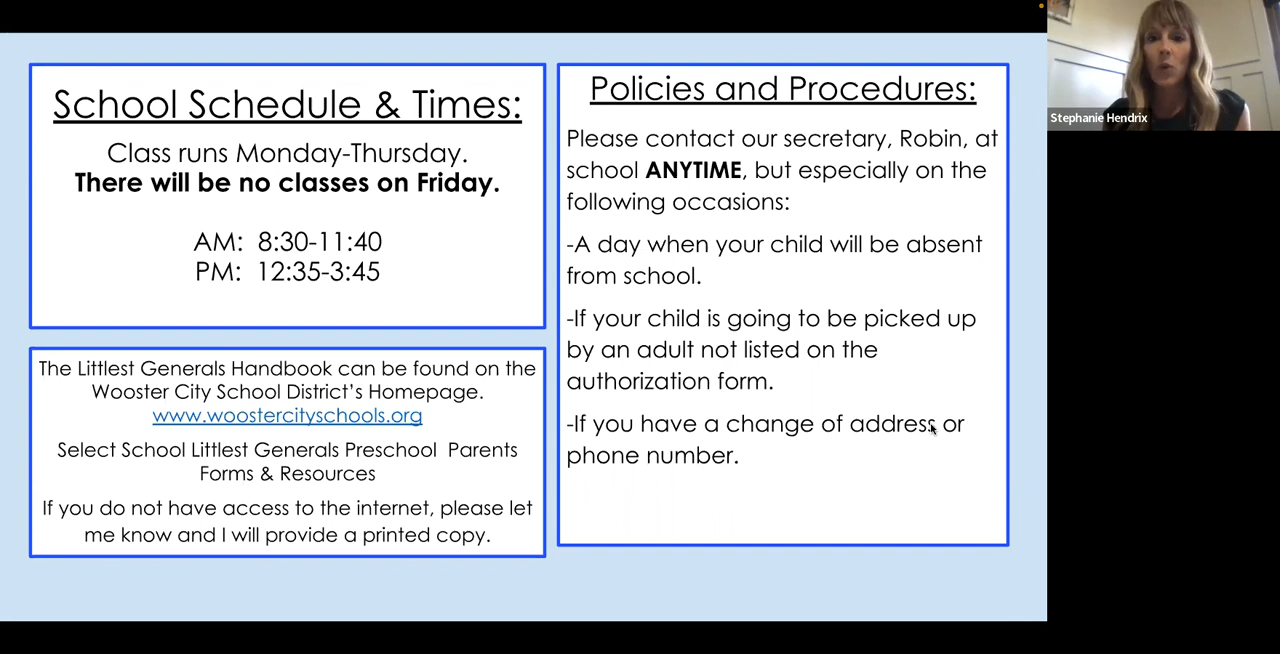 School Schedule & Times:
Class runs Monday-Thursday.
There will be no classes on Friday.
AM: 8:30-11:40
PM: 12:35-3:45
The Littlest Generals Handbook can be found on the
Wooster City School District's Homepage.
www.woostercityschools.org
Select School Littlest Generals Preschool Parents
Forms & Resources
If you do not have access to the internet, please let
me know and I will provide a printed copy.
Policies and Procedures:
Please contact our secretary, Robin, at
school ANYTIME, but especially on the
following occasions:
-A day when your child will be absent
from school.
-If your child is going to be picked up
by an adult not listed on the
authorization form.
-If you have a change of address or
phone number.
Stephanie Hendrix